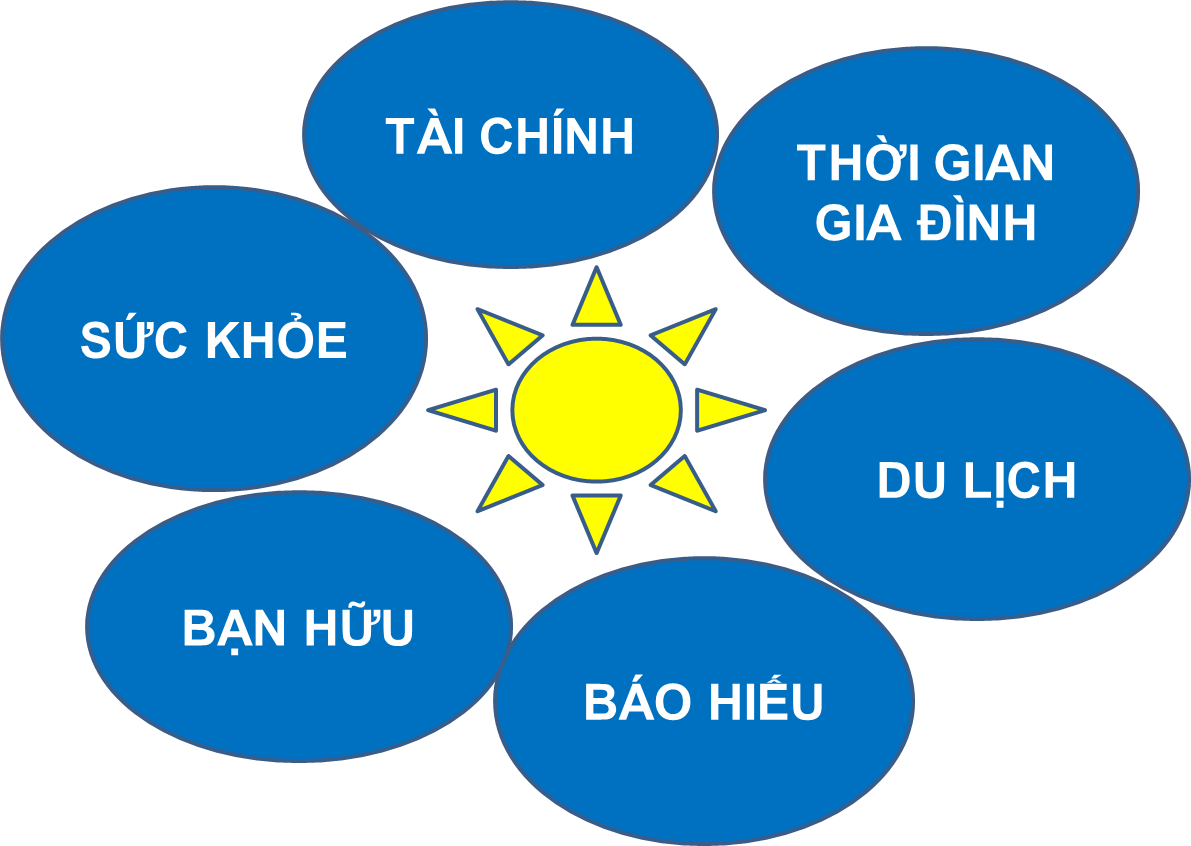 TÀI CHÍNH
THỜI GIAN
GIA ĐÌNH
SỨC KHỎE
DU LỊCH
BẠN HỮU
BÁO HIẾU